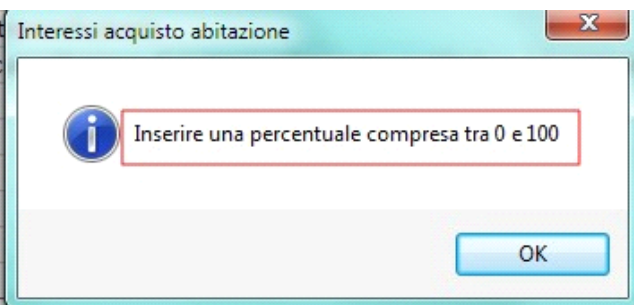 Interessi acquisto abitazione
Inserire una percentuale compresa tra 0 e 100
OK